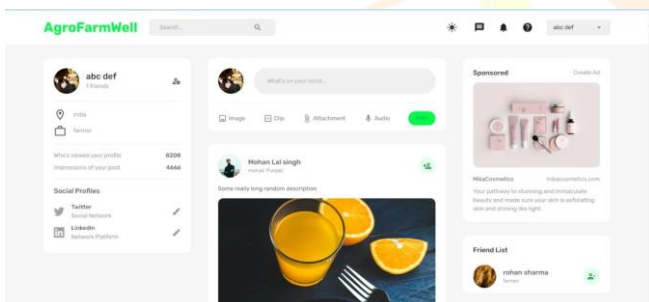 AgroFarmWell
Search...
abc def
abc def
1 friends
india
farmer
Who's viewed your profile 8208
Impressions of your post 4666
Social Profiles
Twitter
Social Network
Linkedin
Network Platform
What's on your mind...
Image
Clip
Attachment
Audio
POST
Mohan Lal singh
mohali, Punjab
Some really long random description
Sponsored
Create Ad
MikaCosmetics
mikacosmetics.com
Your pathway to stunning and immaculate
beauty and made sure your skin is exfoliating
skin and shining like light.
Friend List
rohan sharma
farmer